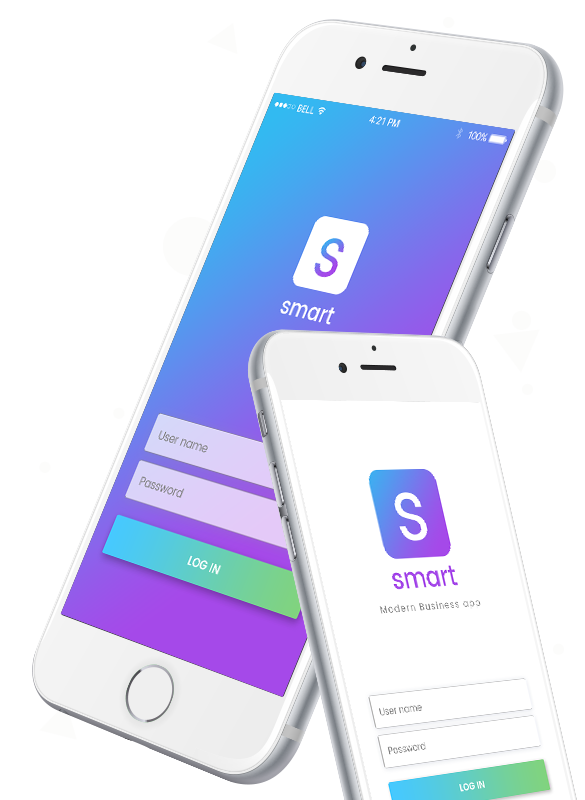 BELL
4:21 PM
100%
S
smart
User name
Password
LOG IN
S
smart
Modern Business app
User name
Password
LOG IN